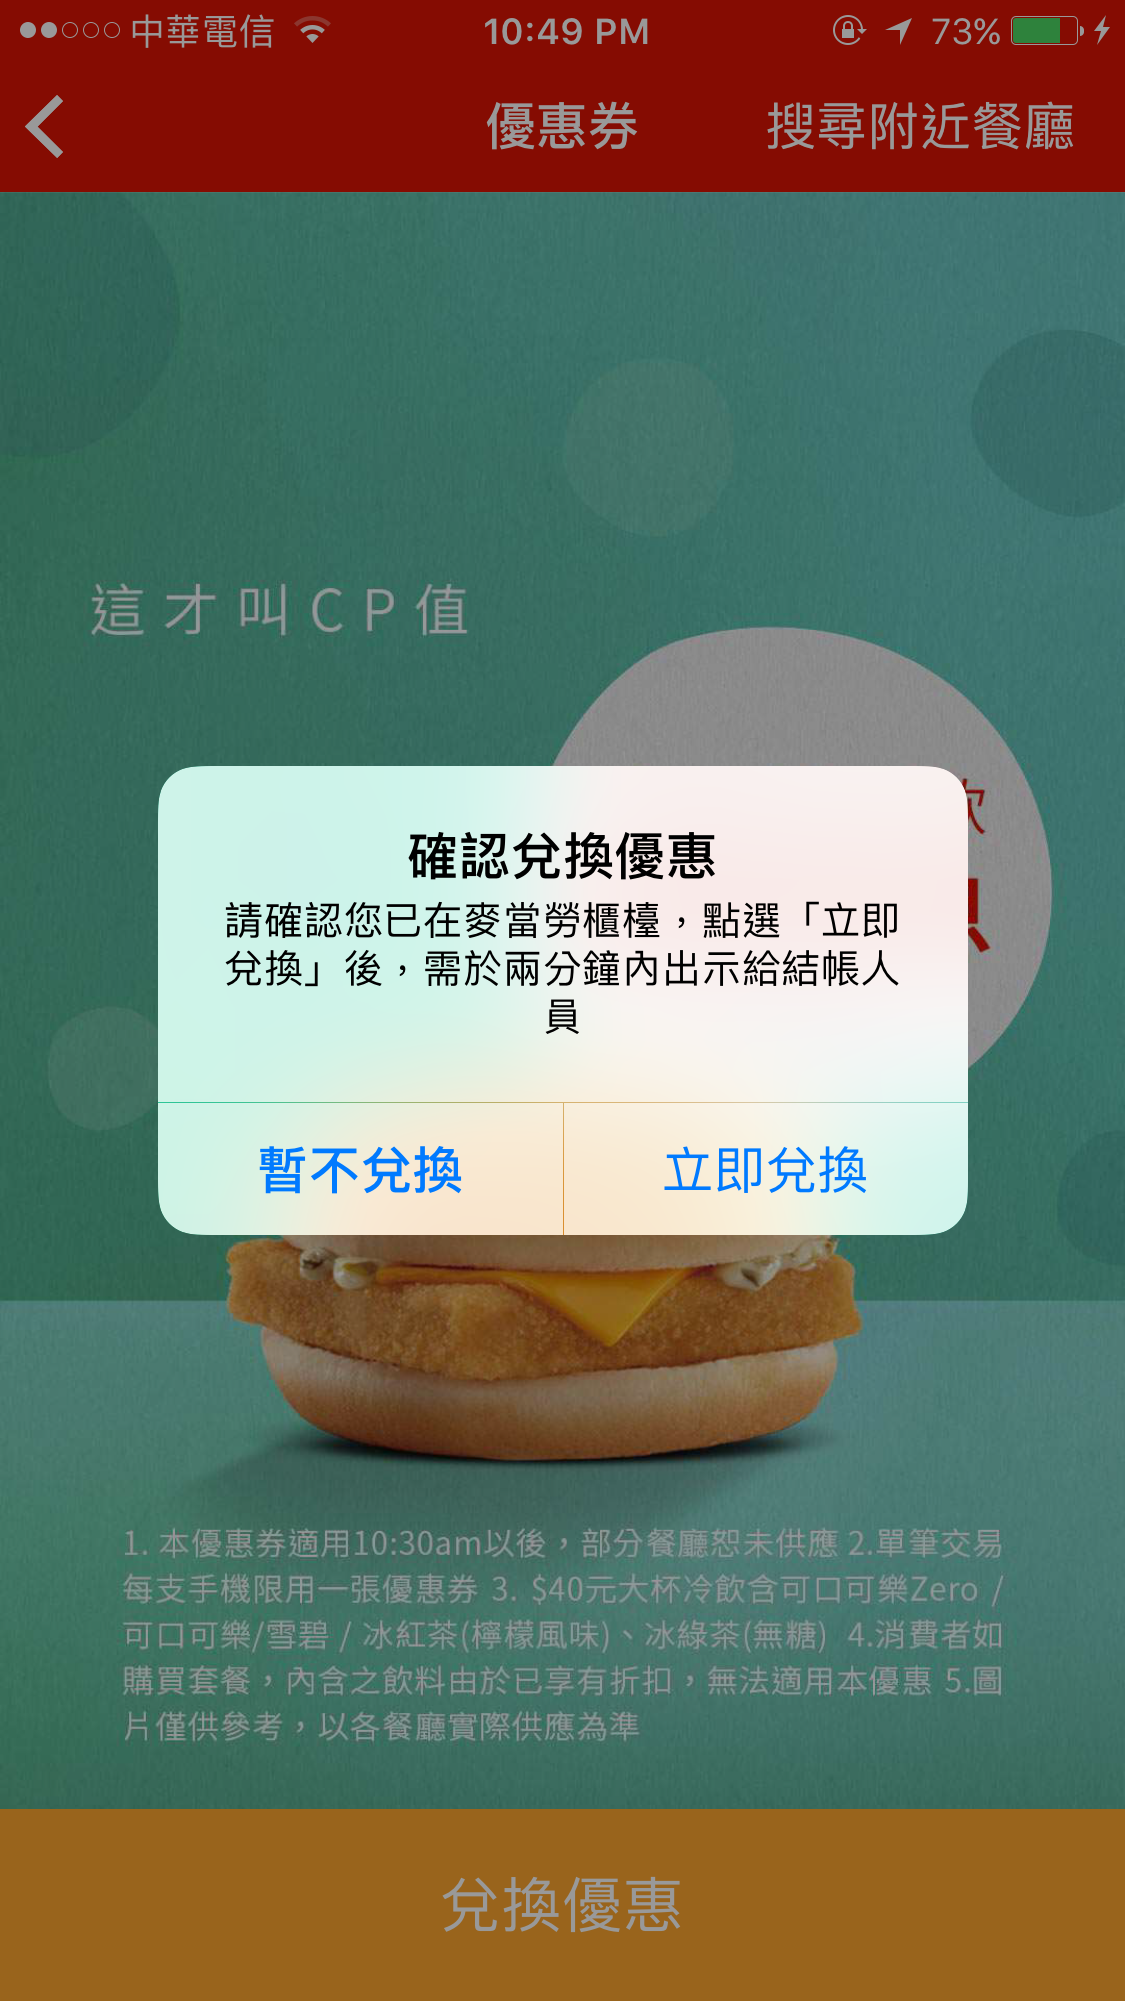 中華電信 10:49 PM 73%
優惠券 搜尋附近餐廳
這才叫CP值
確認兌換優惠
請確認您已在麥當勞櫃檯，點選「立即
兌換」後，需於兩分鐘內出示給結帳人
員
暫不兌換 立即兌換
1. 本優惠券適用10:30am以後，部分餐廳恕未供應 2.單筆交易
每支手機限用一張優惠券 3. $40元大杯冷飲含可口可樂Zero /
可口可樂/雪碧 / 冰紅茶(檸檬風味)、冰綠茶(無糖) 4.消費者如
購買套餐，內含之飲料由於已享有折扣，無法適用本優惠 5.圖
片僅供參考，以各餐廳實際供應為準
兌換優惠